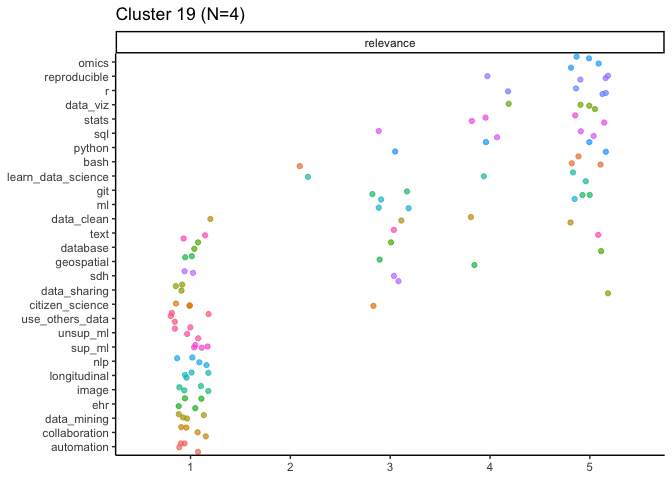 Cluster 19 (N=4)
relevance
omics
reproducible
r
data_viz
stats
sql
python
bash
learn_data_science
git
ml
data_clean
text
database
geospatial
sdh
data_sharing
citizen_science
use_others_data
unsup_ml
sup_ml
nlp
longitudinal
image
ehr
data_mining
collaboration
automation
1 2 3 4 5